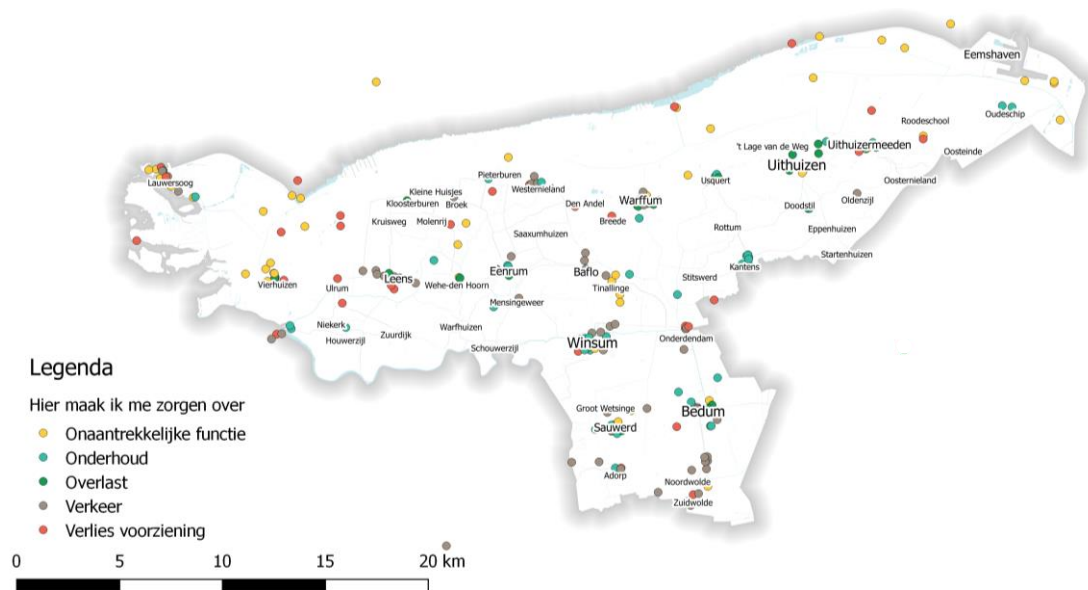 Eemshaven
Oudeschip
Roodeschool
't Lage van de Weg
Uithuizermeeden
Oosteinde
Uithuizen
Lauwersoog
Pieterburen
Westernieland
Usquert
Oosternieland
Kleine Huisjes
Kloosterburen
Broek
Den Andel
Warffum
Doodstil
Oldenzijl
Kruisweg
Molenrij
Breede
Rottum
Eppenhuizen
Saaxumhuizen
Startenhuizen
Kantens
Vierhuizen
Ulrum
Leens
Wehe-den Hoorn
Eenrum
Baflo
Tinallinge
Stitswerd
Mensingeweer
Niekerk
Houwerzijl
Zuurdijk
Warfhuizen
Schouwerzijl
Winsum
Onderdendam
Legenda
Hier maak ik me zorgen over
Onaantrekkelijke functie
Onderhoud
Overlast
Verkeer
Verlies voorziening
Groot Wetsinge
Bedum
Sauwerd
Adorp
Noordwolde
Zuidwolde
0 5 10 15 20 km